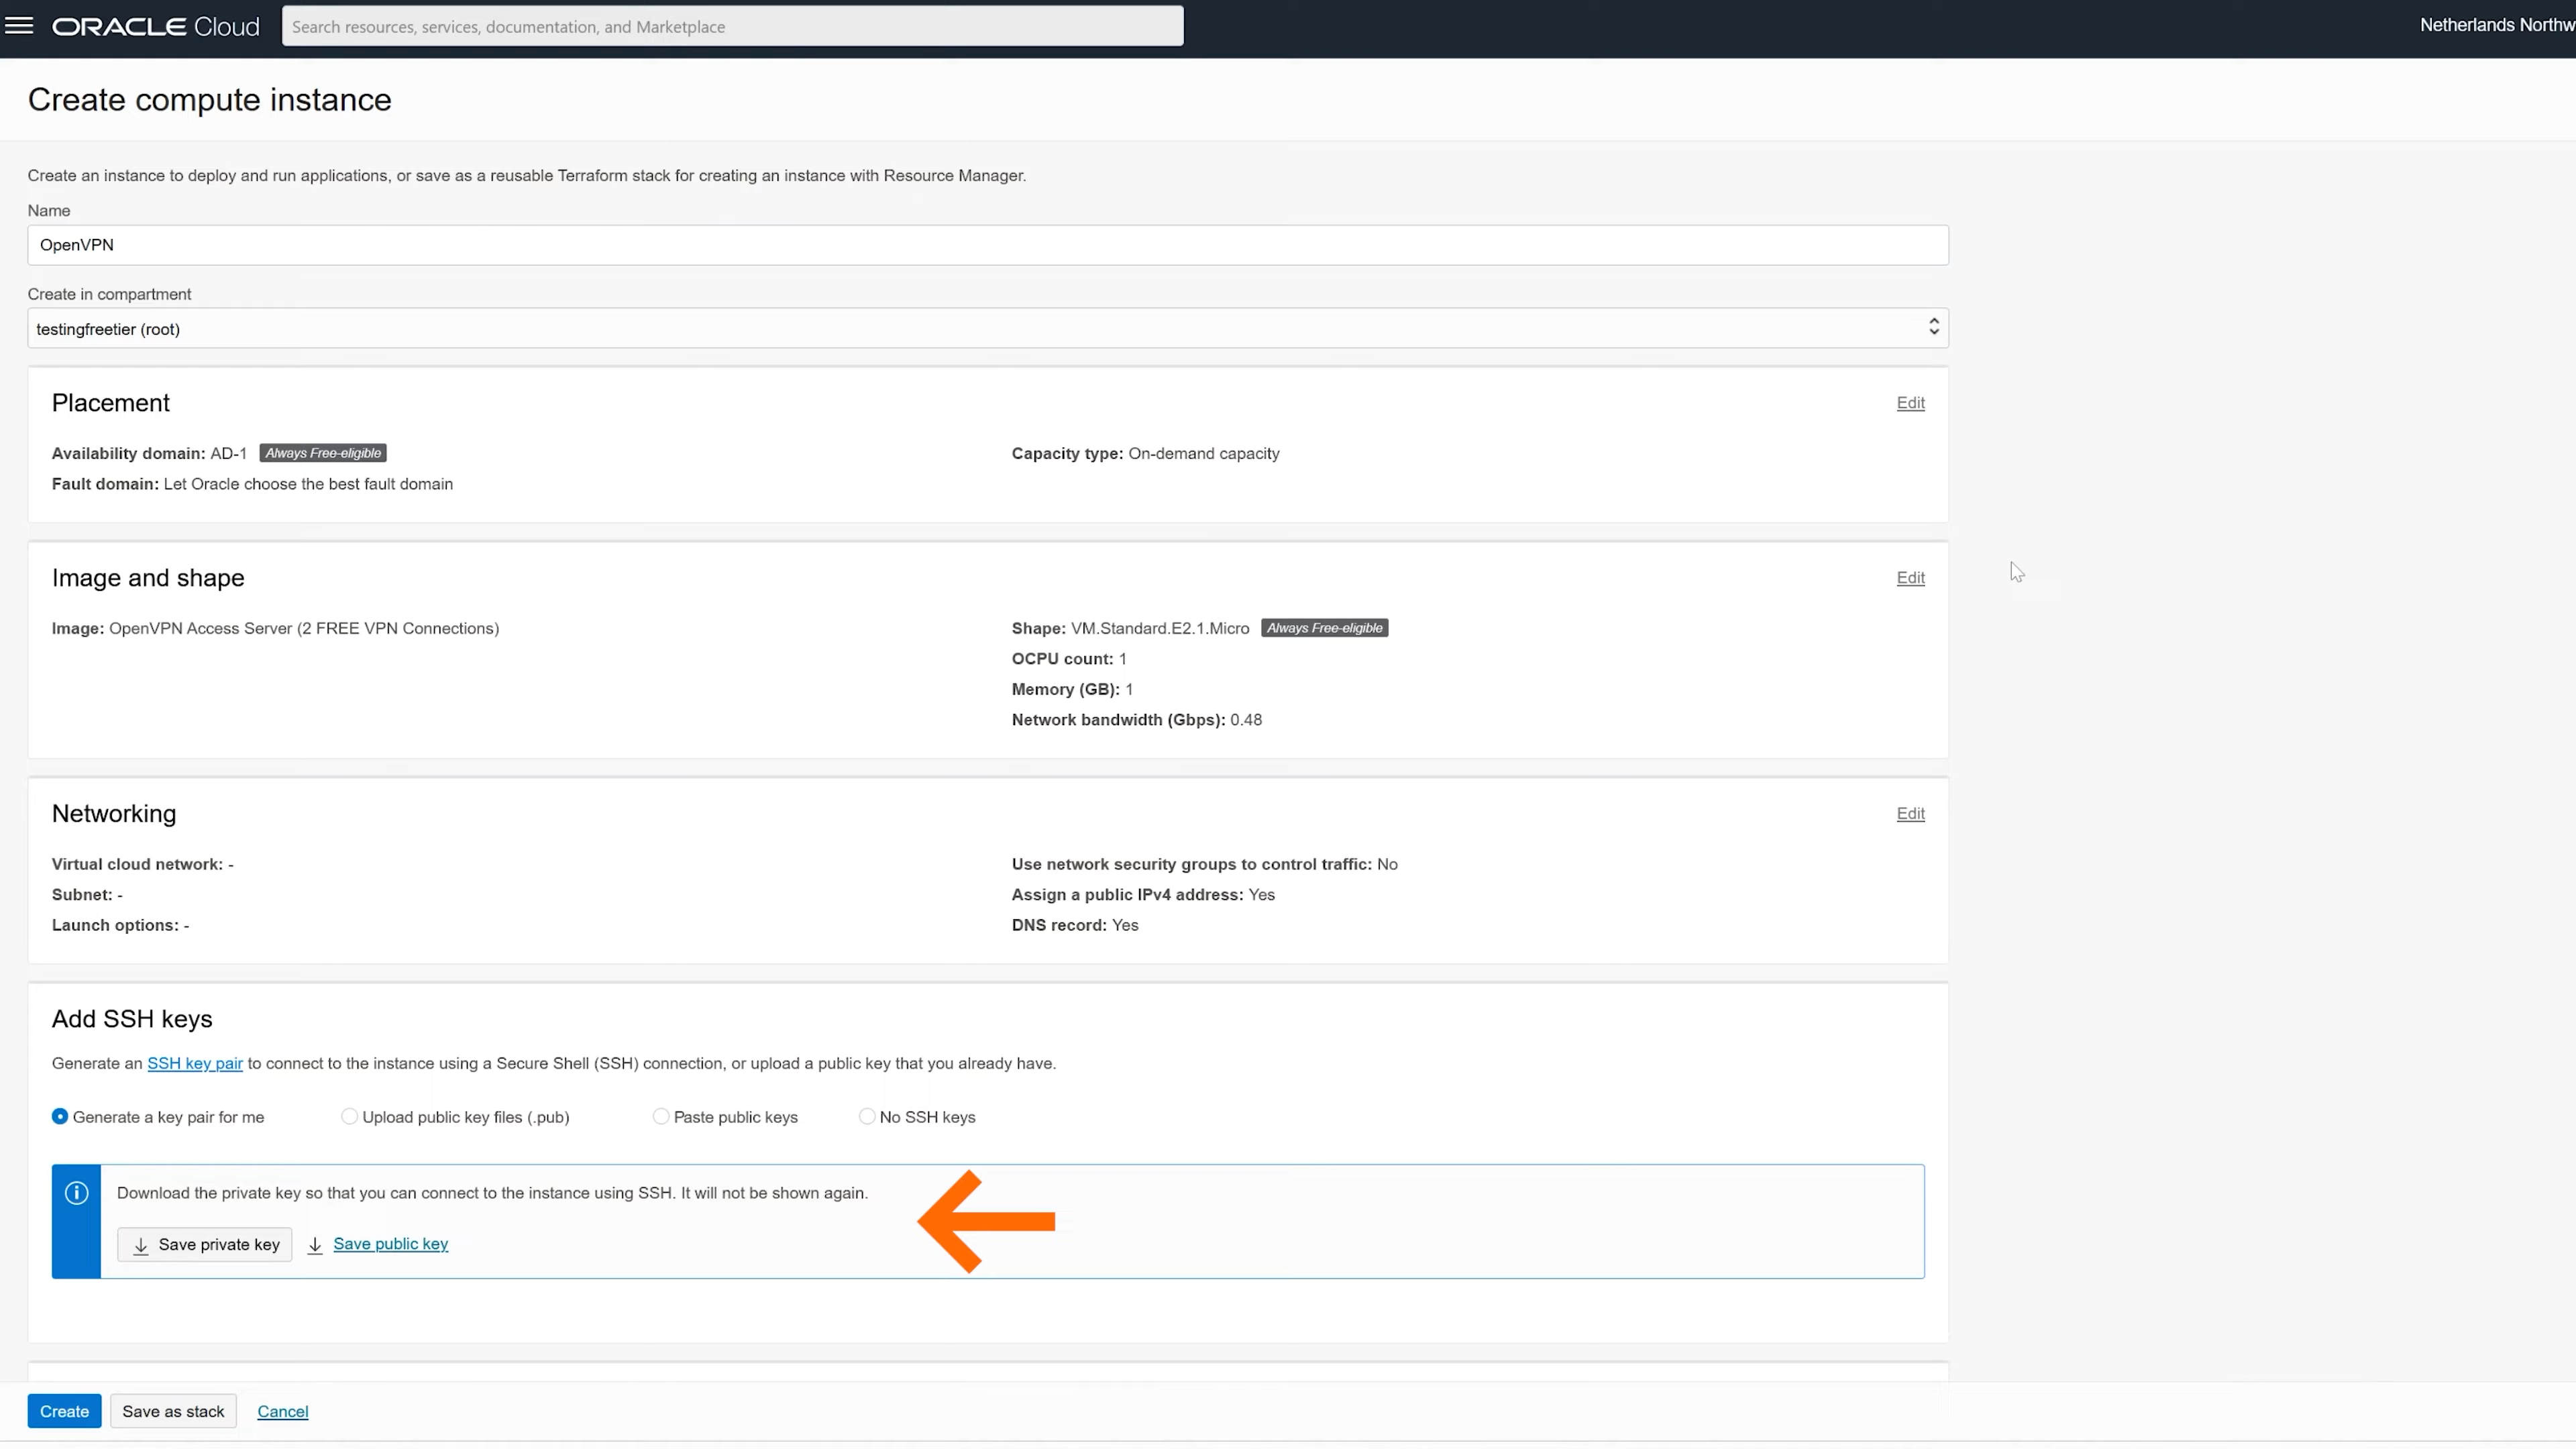 ORACLE Cloud
Search resources, services, documentation, and Marketplace
Netherlands Northw
Create compute instance
Create an instance to deploy and run applications, or save as a reusable Terraform stack for creating an instance with Resource Manager.
Name
OpenVPN
Create in compartment
testingfreetier (root)
Placement
Edit
Availability domain: AD-1 Always Free-eligible
Capacity type: On-demand capacity
Fault domain: Let Oracle choose the best fault domain
Image and shape
Edit
Image: OpenVPN Access Server (2 FREE VPN Connections)
Shape: VM.Standard.E2.1.Micro Always Free-eligible
OCPU count: 1
Memory (GB): 1
Network bandwidth (Gbps): 0.48
Networking
Edit
Virtual cloud network: -
Subnet: -
Launch options: -
Use network security groups to control traffic: No
Assign a public IPv4 address: Yes
DNS record: Yes
Add SSH keys
Generate an SSH key pair to connect to the instance using a Secure Shell (SSH) connection, or upload a public key that you already have.
Generate a key pair for me
Upload public key files (.pub)
Paste public keys
No SSH keys
Download the private key so that you can connect to the instance using SSH. It will not be shown again.
Save private key
Save public key
Create
Save as stack
Cancel